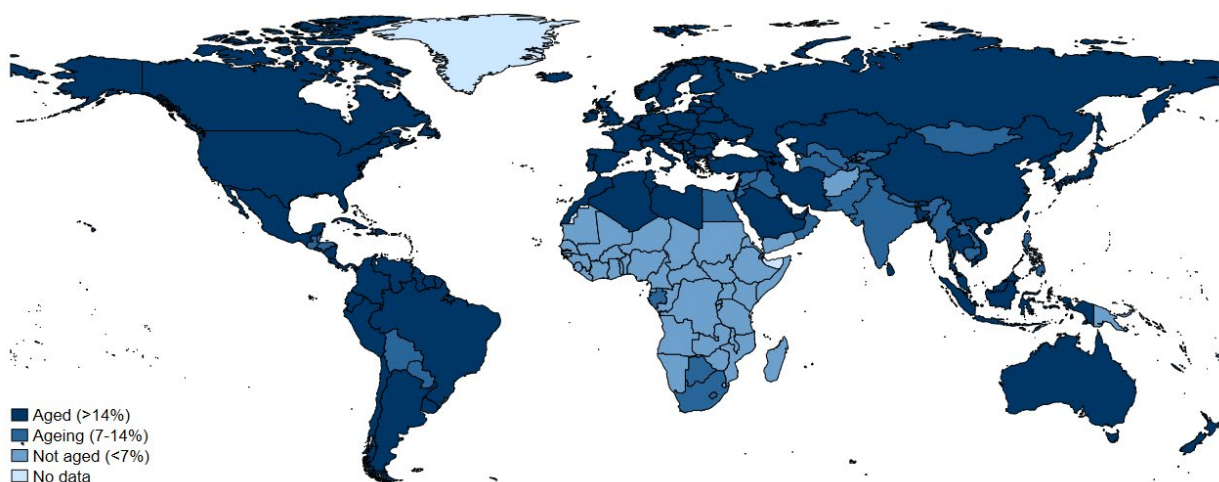 Aged (>14%)
Ageing (7-14%)
Not aged (<7%)
No data